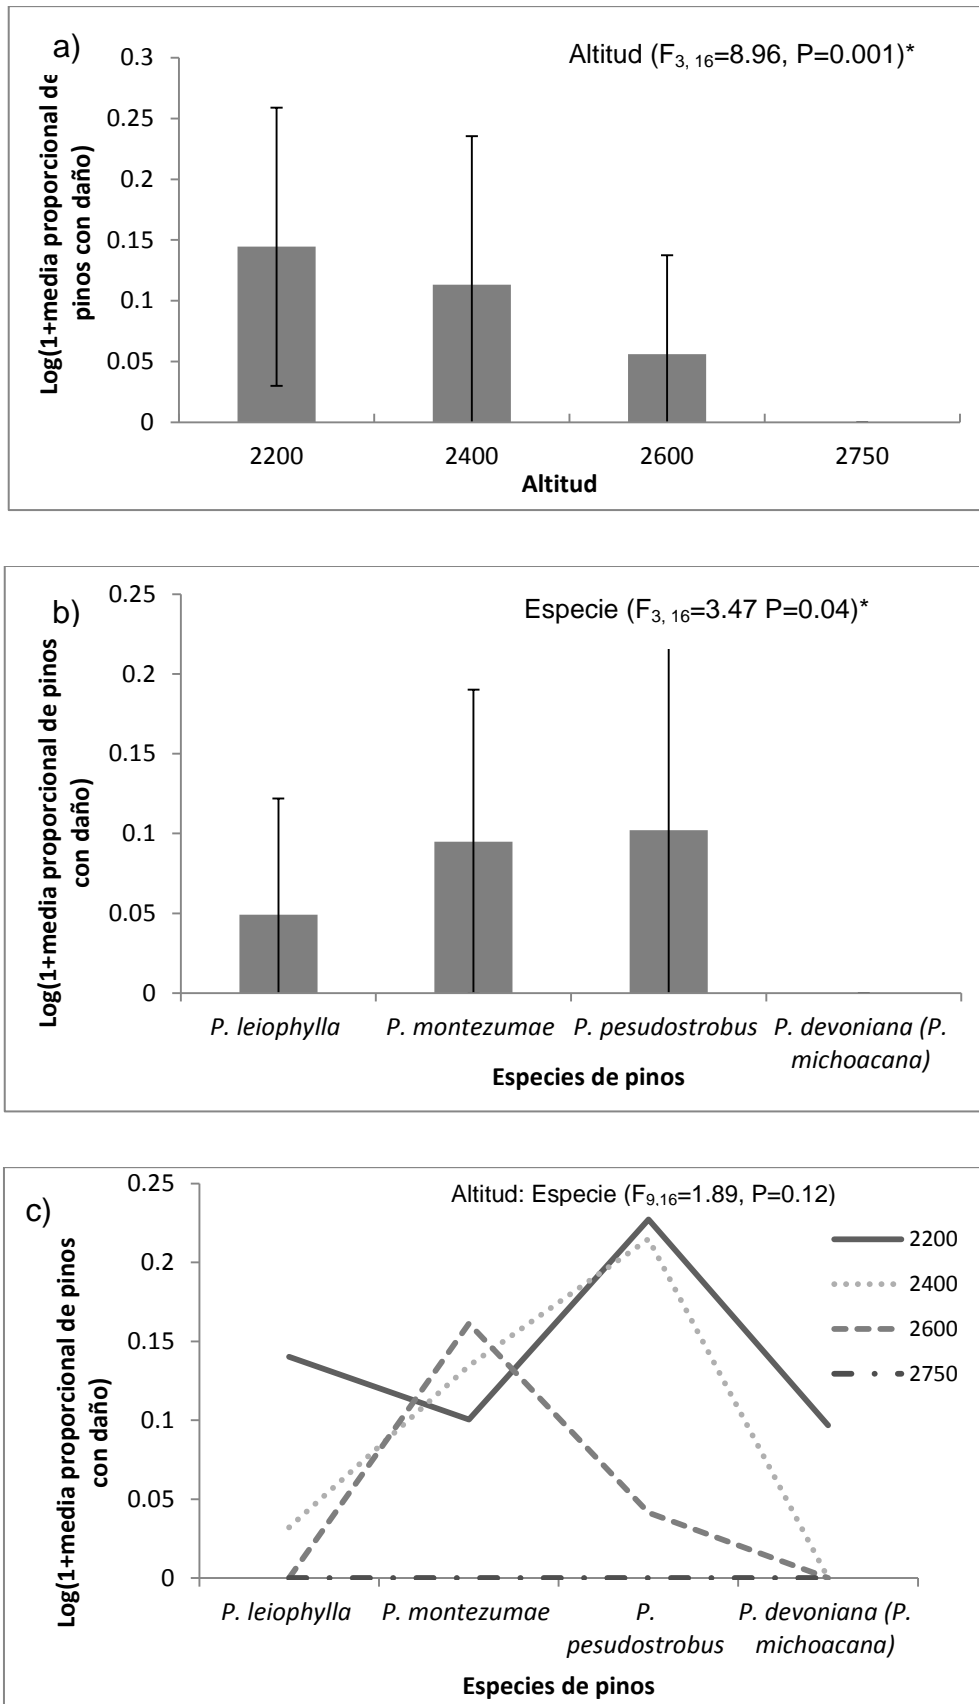 a)
Altitud (F3, 16=8.96, P=0.001)*
Log(1+media proporcional de
pinos con daño)
0.3
0.25
0.2
0.15
0.1
0.05
0
2200 2400 2600 2750
Altitud
b)
Especie (F3, 16=3.47 P=0.04)*
Log(1+media proporcional de pinos
con daño)
0.25
0.2
0.15
0.1
0.05
0
P. leiophylla P. montezumae P. pesudostrobus P. devoniana (P.
michoacana)
Especies de pinos
c)
Altitud: Especie (F9,16=1.89, P=0.12)
Log(1+media proporcional de pinos
con daño)
0.25
0.2
0.15
0.1
0.05
0
2200
2400
2600
2750
P. leiophylla P. montezumae P. P. devoniana (P.
pesudostrobus michoacana)
Especies de pinos